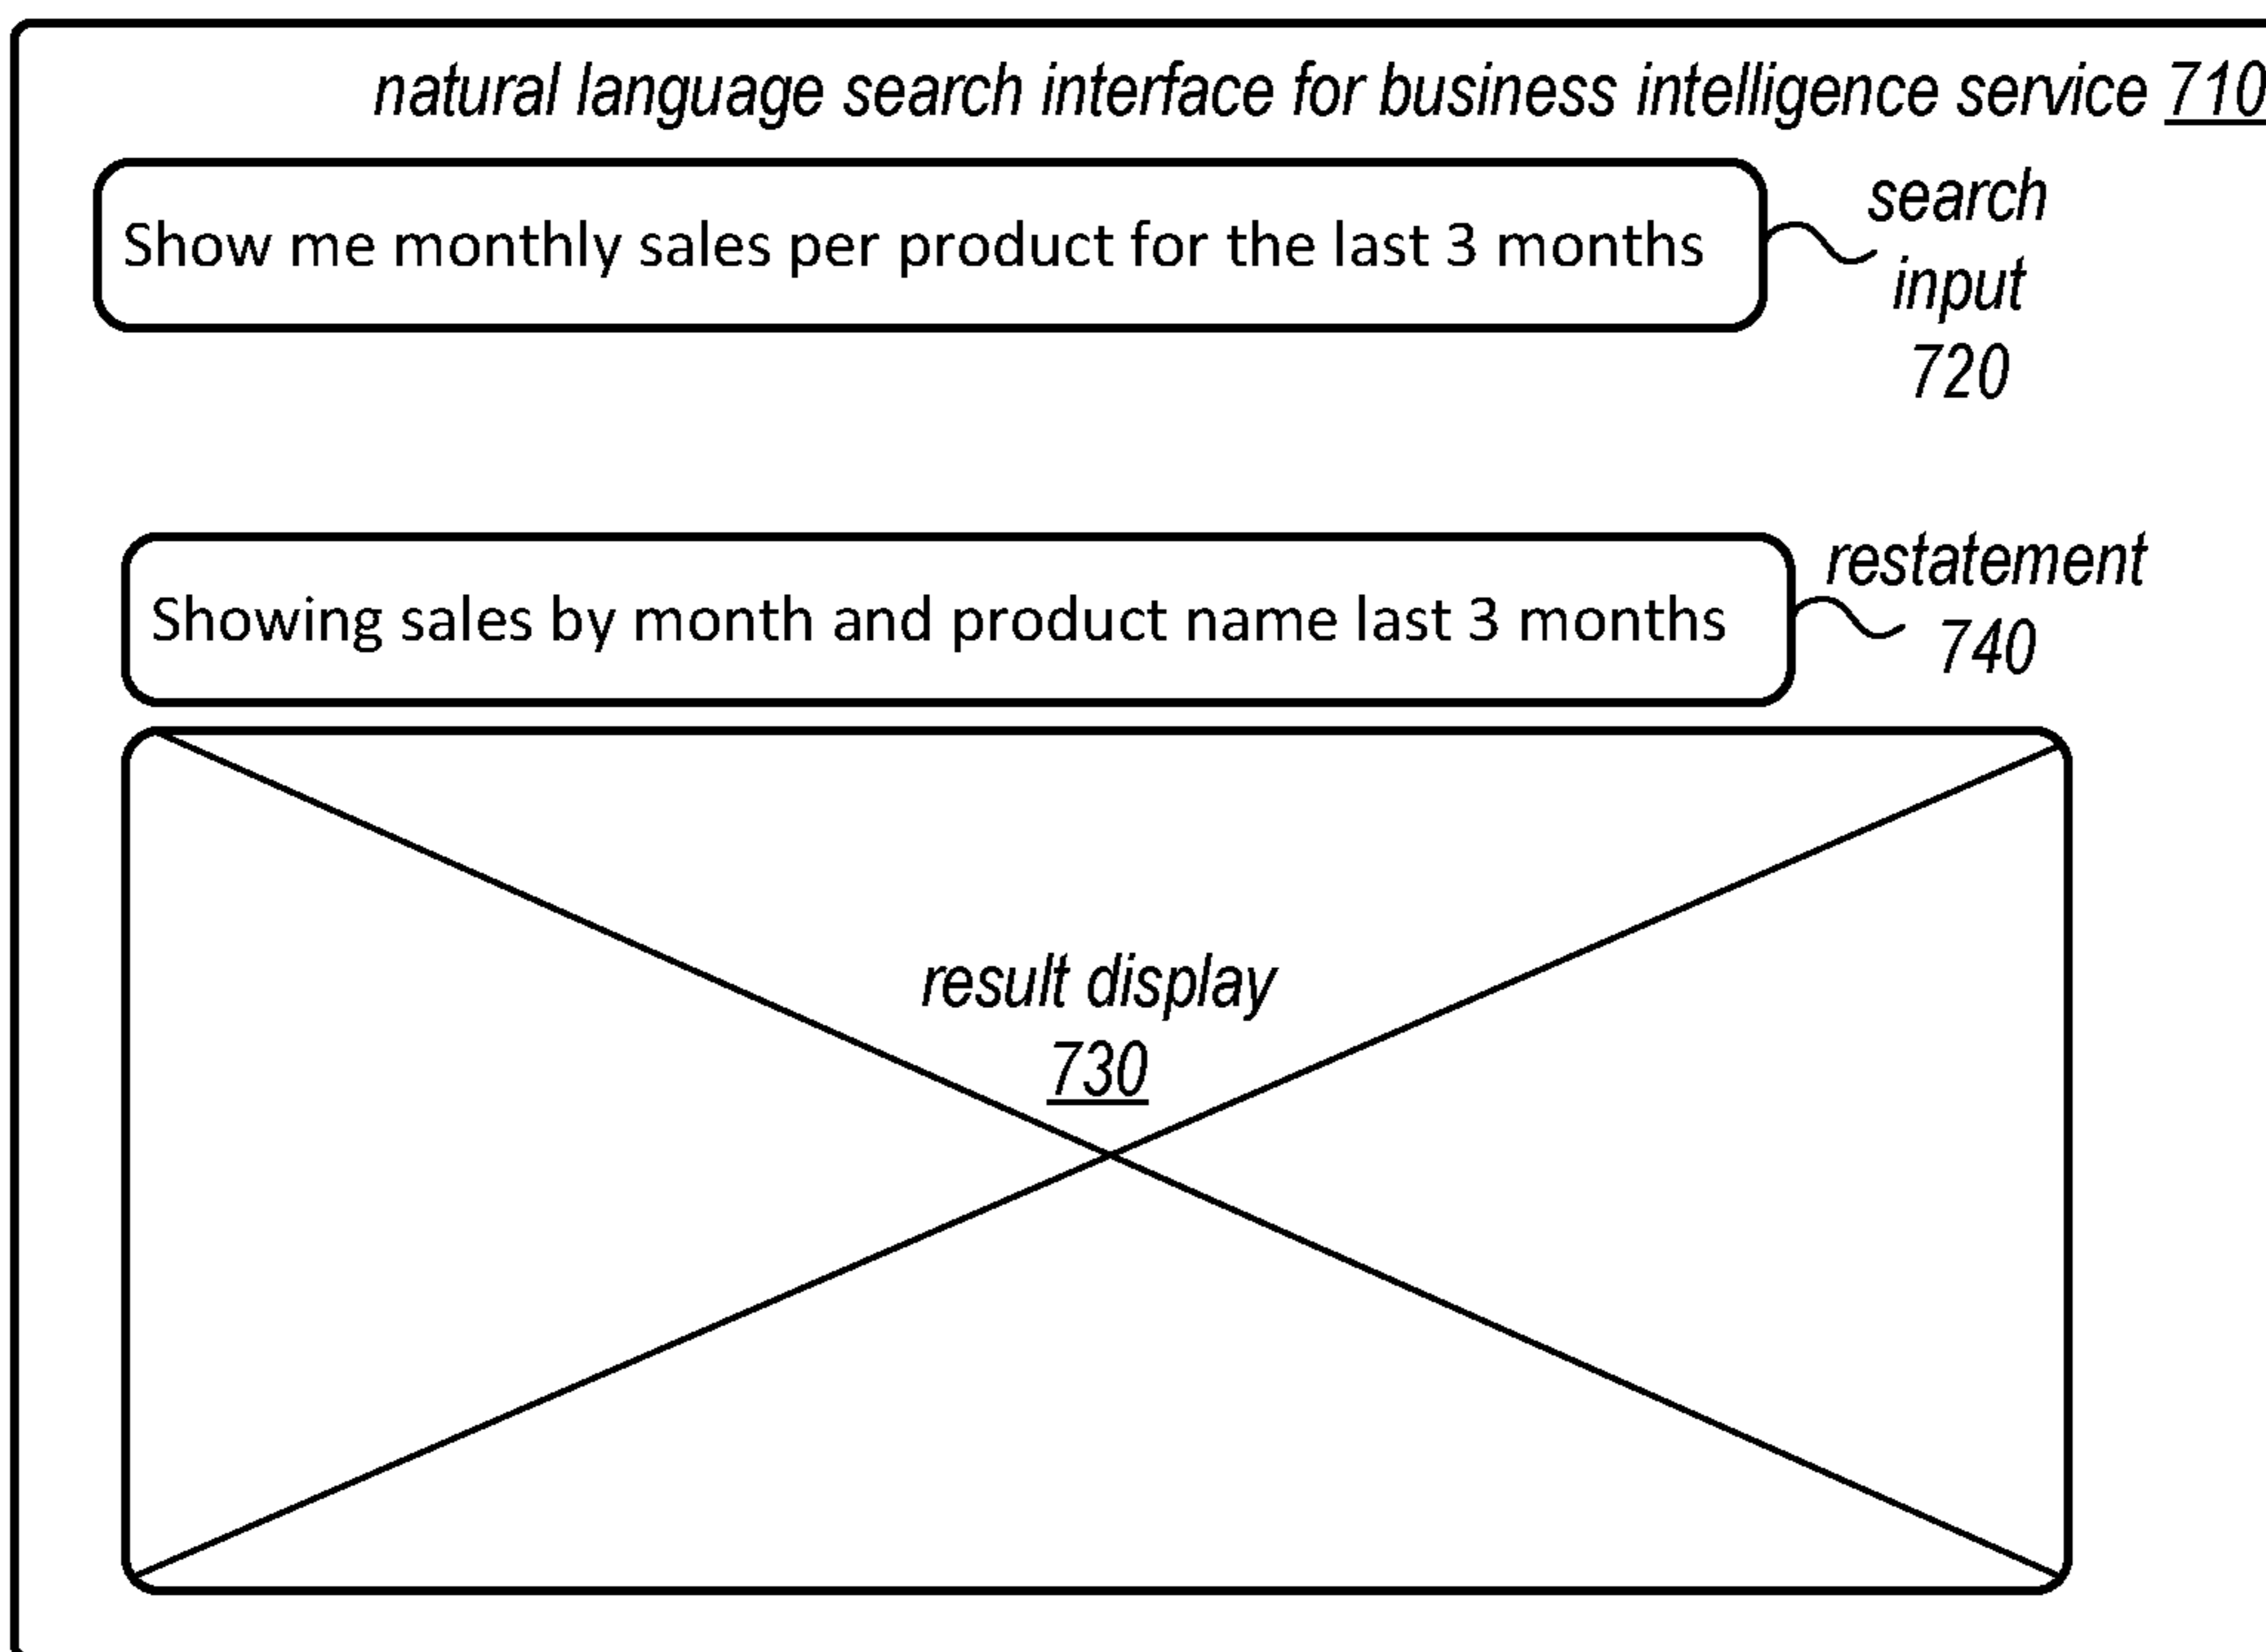 natural language search interface for business intelligence service 710
Show me monthly sales per product for the last 3 months
search
input
720
Showing sales by month and product name last 3 months
restatement
740
result display
730